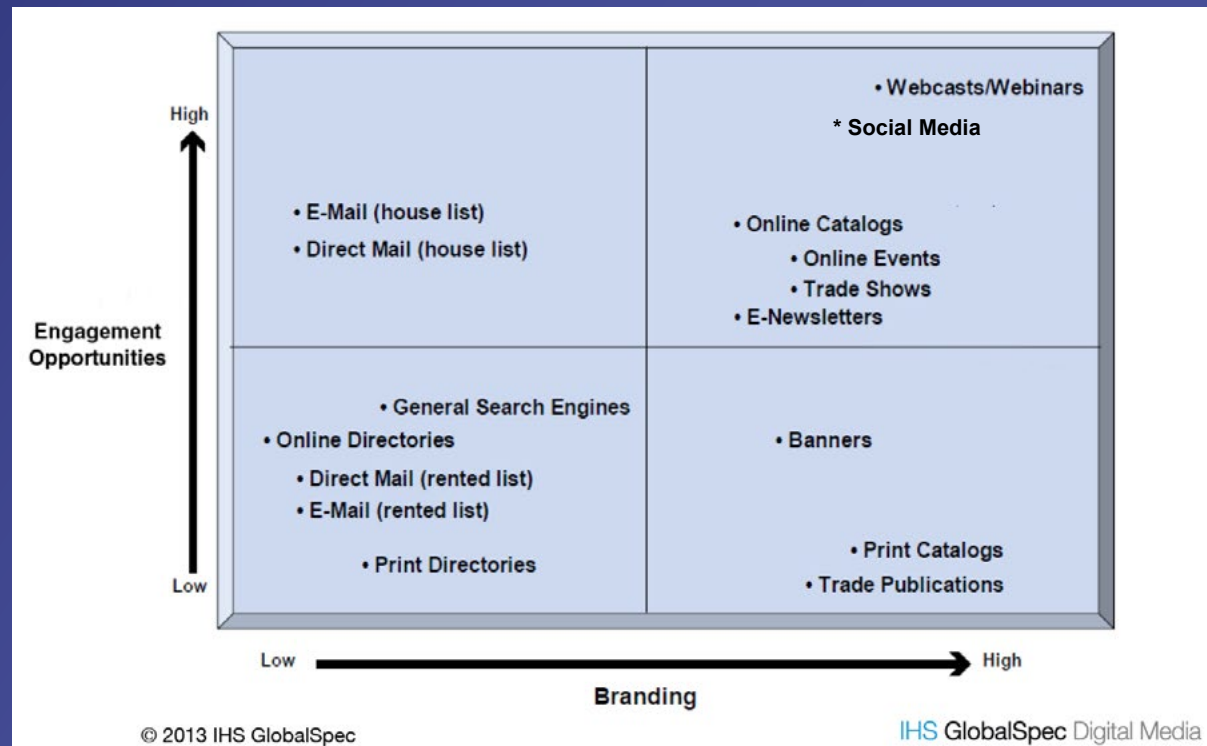 • Webcasts/Webinars
High
* Social Media
• E-Mail (house list)
• Direct Mail (house list)
• Online Catalogs
• Online Events
• Trade Shows
• E-Newsletters
Engagement
Opportunities
• General Search Engines
• Online Directories
• Direct Mail (rented list)
• E-Mail (rented list)
• Print Directories
• Banners
• Print Catalogs
• Trade Publications
Low
Low
High
Branding
© 2013 IHS GlobalSpec
IHS GlobalSpec Digital Media